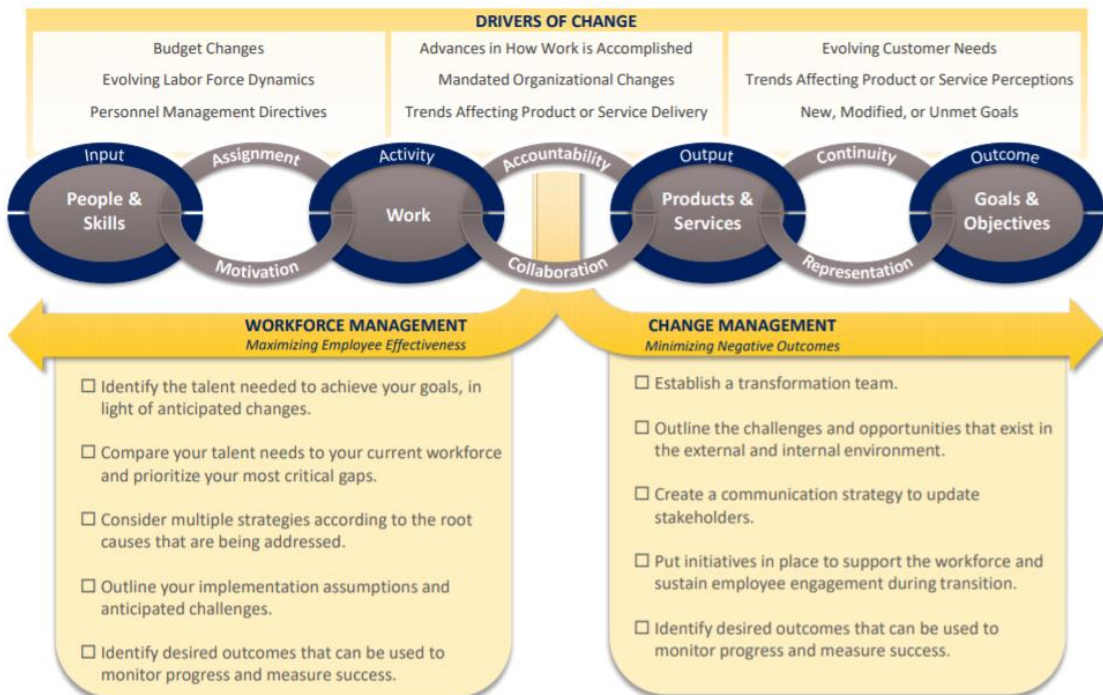 DRIVERS OF CHANGE
Budget Changes
Evolving Labor Force Dynamics
Personnel Management Directives
Advances in How Work is Accomplished
Mandated Organizational Changes
Trends Affecting Product or Service Delivery
Evolving Customer Needs
Trends Affecting Product or Service Perceptions
New, Modified, or Unmet Goals
Input
People &
Skills
Assignment
Motivation
Activity
Work
Accountability
Collaboration
Output
Products &
Services
Continuity
Representation
Outcome
Goals &
Objectives
WORKFORCE MANAGEMENT
Maximizing Employee Effectiveness
☐ Identify the talent needed to achieve your goals, in
light of anticipated changes.
☐ Compare your talent needs to your current workforce
and prioritize your most critical gaps.
☐ Consider multiple strategies according to the root
causes that are being addressed.
☐ Outline your implementation assumptions and
anticipated challenges.
☐ Identify desired outcomes that can be used to
monitor progress and measure success.
CHANGE MANAGEMENT
Minimizing Negative Outcomes
☐ Establish a transformation team.
☐ Outline the challenges and opportunities that exist in
the external and internal environment.
☐ Create a communication strategy to update
stakeholders.
☐ Put initiatives in place to support the workforce and
sustain employee engagement during transition.
☐ Identify desired outcomes that can be used to
monitor progress and measure success.